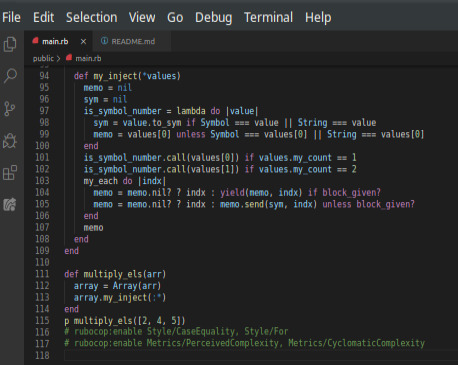 File Edit Selection View Go Debug Terminal Help
main.rb × README.md
public > main.rb
94 def my_inject(*values)
95 memo = nil
96 sym = nil
97 is_symbol_number = lambda do |value|
98 sym = value.to_sym if Symbol === value || String === value
99 memo = values[0] unless Symbol === values[0] || String === values[0]
100 end
101 is_symbol_number.call(values[0]) if values.my_count == 1
102 is_symbol_number.call(values[1]) if values.my_count == 2
103 my_each do |indx|
104 memo = memo.nil? ? indx : yield(memo, indx) if block_given?
105 memo = memo.nil? ? indx : memo.send(sym, indx) unless block_given?
106 end
107 memo
108 end
109 end
110
111 def multiply_els(arr)
112 array = Array(arr)
113 array.my_inject(:*)
114 end
115 p multiply_els([2, 4, 5])
116 # rubocop:enable Style/CaseEquality, Style/For
117 # rubocop:enable Metrics/PerceivedComplexity, Metrics/CyclomaticComplexity
118